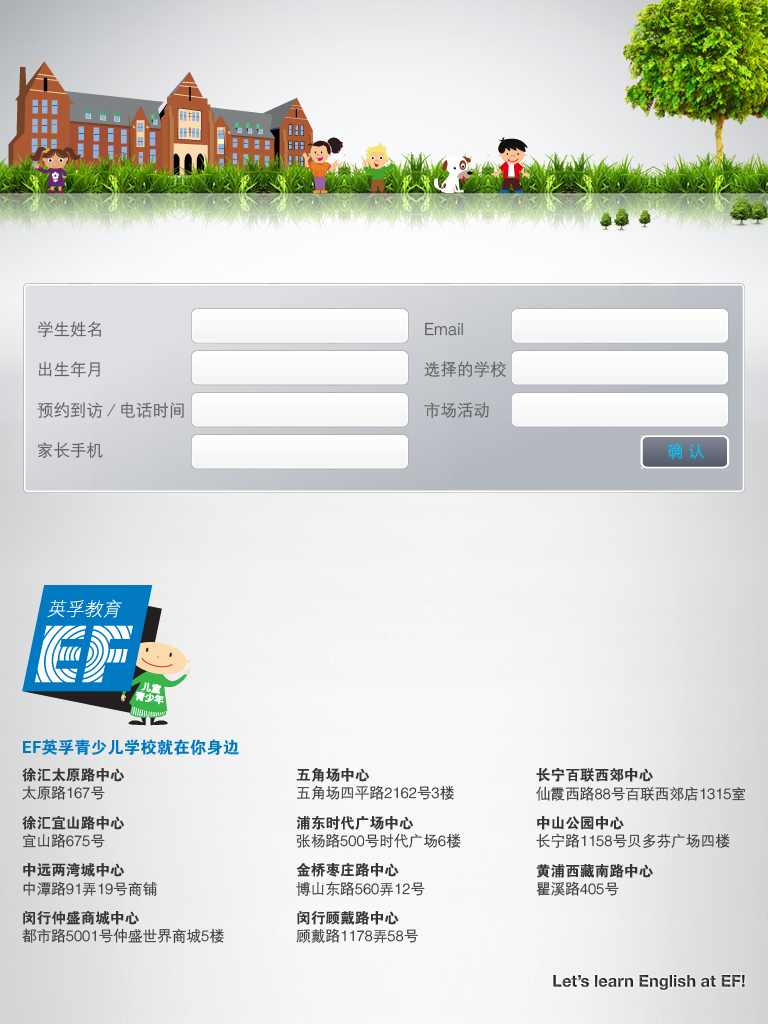 学生姓名
Email
出生年月
选择的学校
预约到访 / 电话时间
市场活动
家长手机
确 认
英孚教育
EF
儿童
青少年
EF英孚青少儿学校就在你身边
徐汇太原路中心
太原路167号
五角场中心
五角场四平路2162号3楼
长宁百联西郊中心
仙霞西路88号百联西郊店1315室
徐汇宜山路中心
宜山路675号
浦东时代广场中心
张杨路500号时代广场6楼
中山公园中心
长宁路1158号贝多芬广场四楼
中远两湾城中心
中潭路91弄19号商铺
金桥枣庄路中心
博山东路560弄12号
黄浦西藏南路中心
瞿溪路405号
闵行仲盛商城中心
都市路5001号仲盛世界商城5楼
闵行顾戴路中心
顾戴路1178弄58号
Let's learn English at EF!